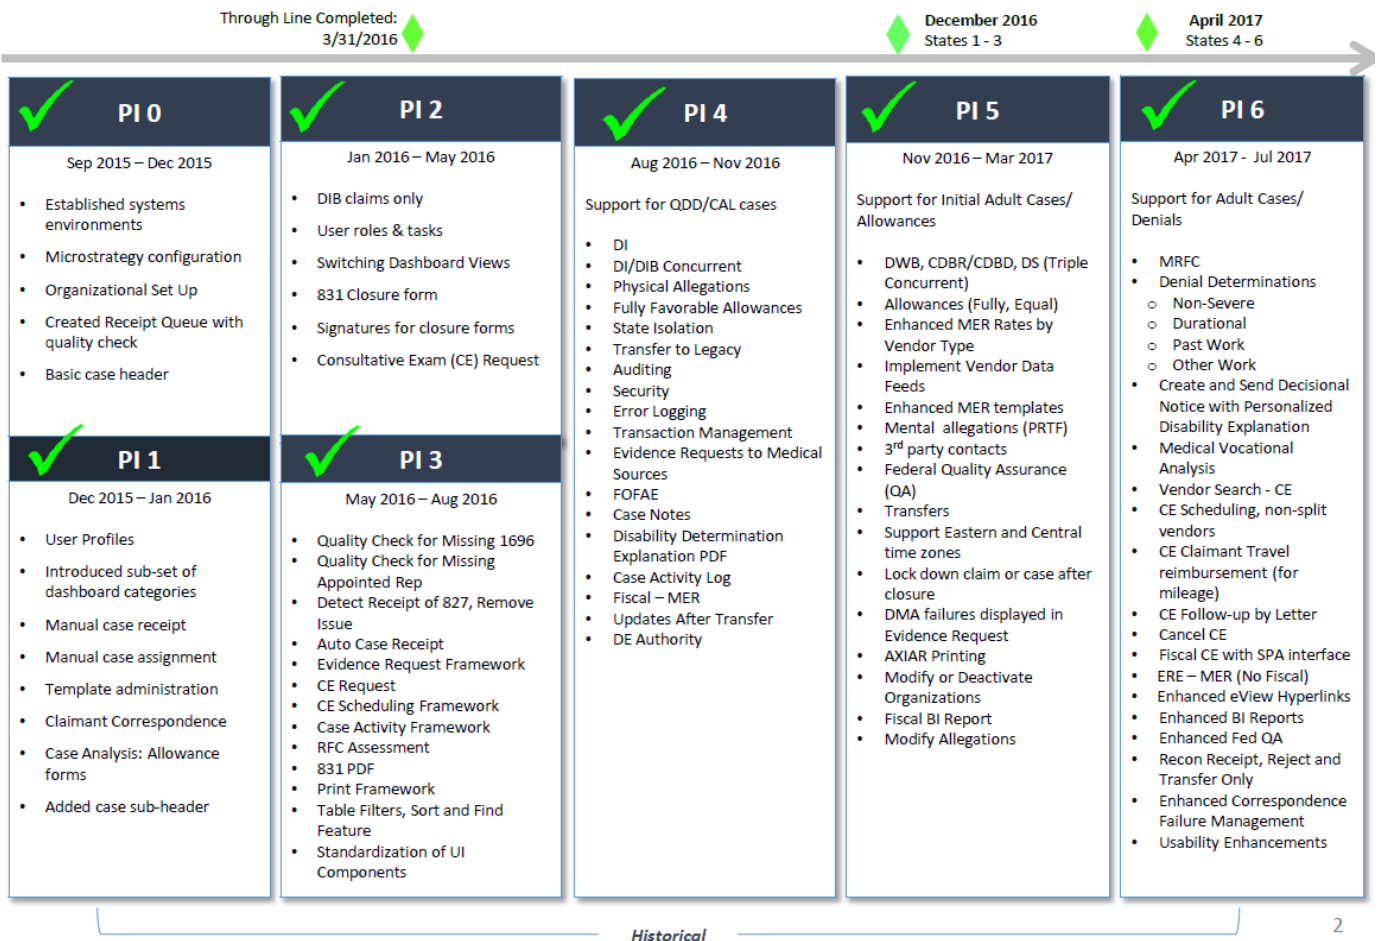 Through Line Completed:
3/31/2016
December 2016
States 1 - 3
April 2017
States 4 - 6
PI 0
Sep 2015 – Dec 2015
• Established systems
environments
• Microstrategy configuration
• Organizational Set Up
• Created Receipt Queue with
quality check
• Basic case header
PI 1
Dec 2015 – Jan 2016
• User Profiles
• Introduced sub-set of
dashboard categories
• Manual case receipt
• Manual case assignment
• Template administration
• Claimant Correspondence
• Case Analysis: Allowance
forms
• Added case sub-header
PI 2
Jan 2016 – May 2016
• DIB claims only
• User roles & tasks
• Switching Dashboard Views
• 831 Closure form
• Signatures for closure forms
• Consultative Exam (CE) Request
PI 3
May 2016 – Aug 2016
• Quality Check for Missing 1696
• Quality Check for Missing
Appointed Rep
• Detect Receipt of 827, Remove
Issue
• Auto Case Receipt
• Evidence Request Framework
• CE Request
• CE Scheduling Framework
• Case Activity Framework
• RFC Assessment
• 831 PDF
• Print Framework
• Table Filters, Sort and Find
Feature
• Standardization of UI
Components
PI 4
Aug 2016 – Nov 2016
Support for QDD/CAL cases
• DI
• DI/DIB Concurrent
• Physical Allegations
• Fully Favorable Allowances
• State Isolation
• Transfer to Legacy
• Auditing
• Security
• Error Logging
• Transaction Management
• Evidence Requests to Medical
Sources
• FOFAE
• Case Notes
• Disability Determination
Explanation PDF
• Case Activity Log
• Fiscal – MER
• Updates After Transfer
• DE Authority
PI 5
Nov 2016 – Mar 2017
Support for Initial Adult Cases/
Allowances
• DWB, CDBR/CDBD, DS (Triple
Concurrent)
• Allowances (Fully, Equal)
• Enhanced MER Rates by
Vendor Type
• Implement Vendor Data
Feeds
• Enhanced MER templates
• Mental allegations (PRTF)
• 3rd party contacts
• Federal Quality Assurance
(QA)
• Transfers
• Support Eastern and Central
time zones
• Lock down claim or case after
closure
• DMA failures displayed in
Evidence Request
• AXIAR Printing
• Modify or Deactivate
Organizations
• Fiscal BI Report
• Modify Allegations
PI 6
Apr 2017 - Jul 2017
Support for Adult Cases/
Denials
• MRFC
• Denial Determinations
o Non-Severe
o Durational
o Past Work
o Other Work
• Create and Send Decisional
Notice with Personalized
Disability Explanation
• Medical Vocational
Analysis
• Vendor Search - CE
• CE Scheduling, non-split
vendors
• CE Claimant Travel
reimbursement (for
mileage)
• CE Follow-up by Letter
• Cancel CE
• Fiscal CE with SPA interface
• ERE – MER (No Fiscal)
• Enhanced eView Hyperlinks
• Enhanced BI Reports
• Enhanced Fed QA
• Recon Receipt, Reject and
Transfer Only
• Enhanced Correspondence
Failure Management
• Usability Enhancements
Historical
2